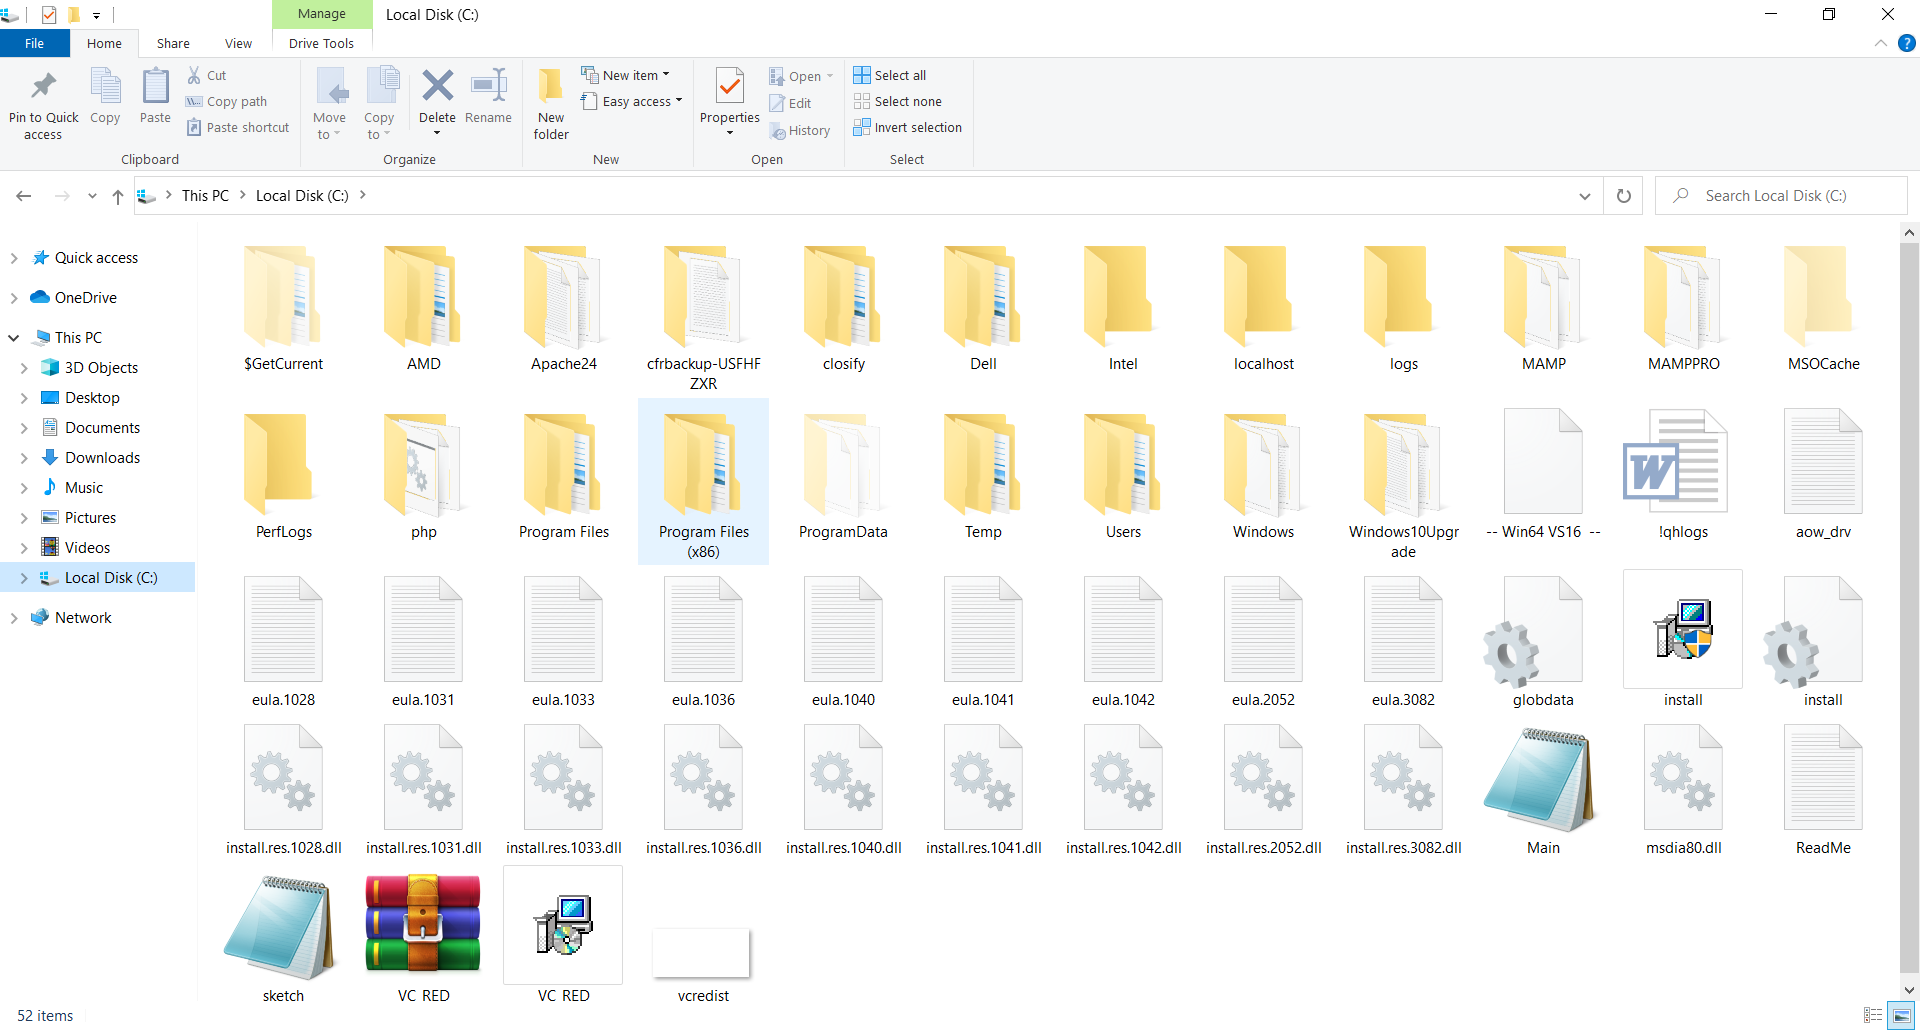 Manage
Local Disk (C:)
File
Home
Share
View
Drive Tools
Pin to Quick
access
Copy
Paste
Cut
Copy path
Paste shortcut
Clipboard
Move
to
Copy
to
Delete
Rename
Organize
New
folder
New item
Easy access
New
Properties
Open
Edit
History
Open
Select all
Select none
Invert selection
Select
This PC
Local Disk (C:)
Search Local Disk (C:)
Quick access
OneDrive
This PC
3D Objects
Desktop
Documents
Downloads
Music
Pictures
Videos
Local Disk (C:)
Network
$GetCurrent
AMD
Apache24
cfrbackup-USFHF
ZXR
closify
Dell
Intel
localhost
logs
MAMP
MAMPPRO
MSOCache
PerfLogs
php
Program Files
Program Files
(x86)
ProgramData
Temp
Users
Windows
Windows10Upgr
ade
-- Win64 VS16 --
W
!qhlogs
aow_drv
eula.1028
eula.1031
eula.1033
eula.1036
eula.1040
eula.1041
eula.1042
eula.2052
eula.3082
globdata
install
install
install.res.1028.dll
install.res.1031.dll
install.res.1033.dll
install.res.1036.dll
install.res.1040.dll
install.res.1041.dll
install.res.1042.dll
install.res.2052.dll
install.res.3082.dll
Main
msdia80.dll
ReadMe
sketch
VC_RED
VC_RED
vcredist
52 items